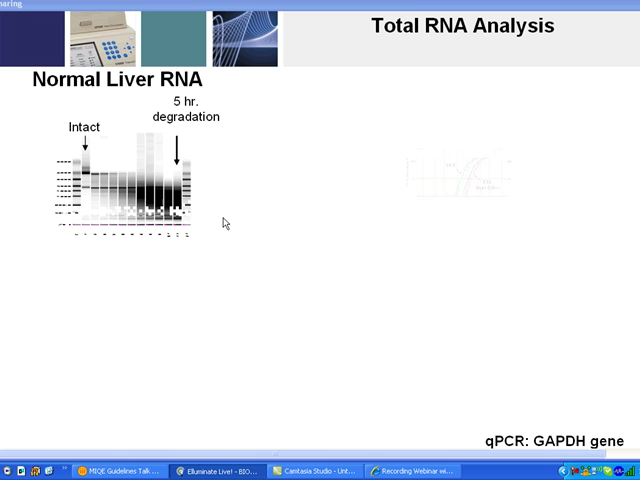 haring
Total RNA Analysis
Normal Liver RNA
5 hr.
degradation
Intact
qPCR: GAPDH gene
MIQE Guidelines Talk ...
Elluminate Live! - BIO...
Camtasia Studio - Unt...
Recording Webinar wi...